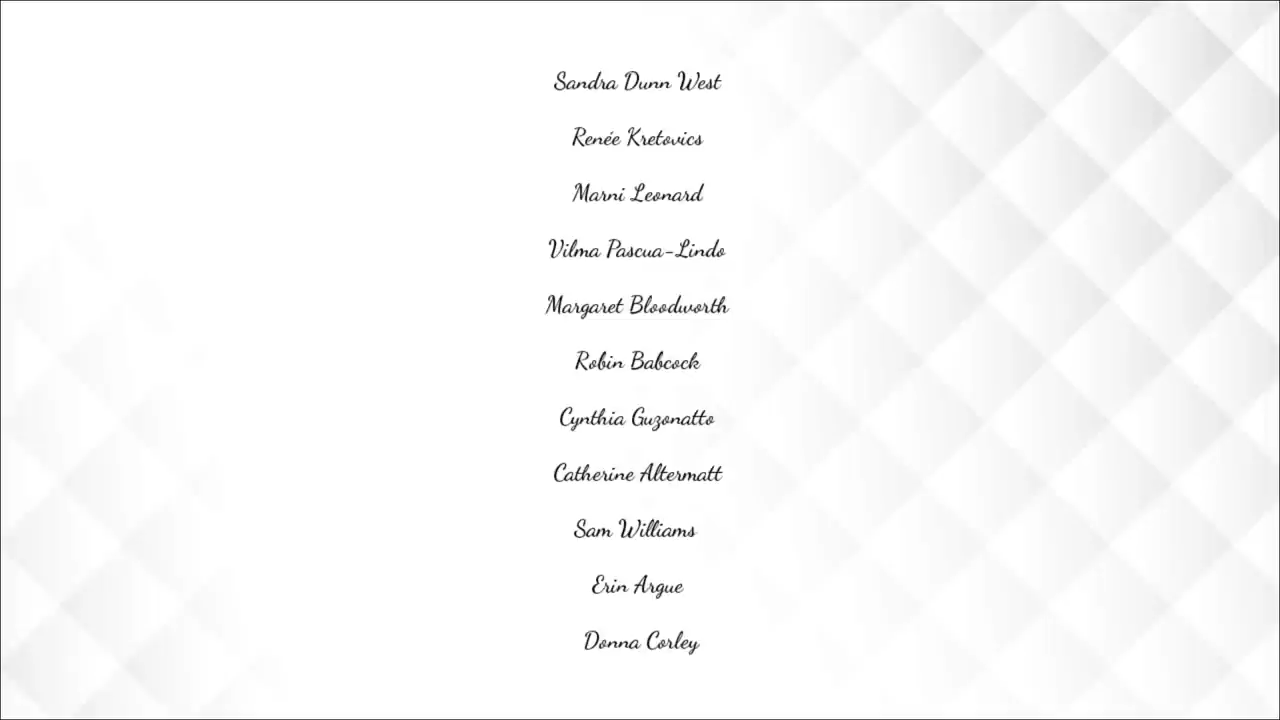 Sandra Dunn West
Renée Kretovics
Marni Leonard
Vilma Pascua-Lindo
Margaret Bloodworth
Robin Babcock
Cynthia Guzonatto
Catherine Altermatt
Sam Williams
Erin Argue
Donna Corley